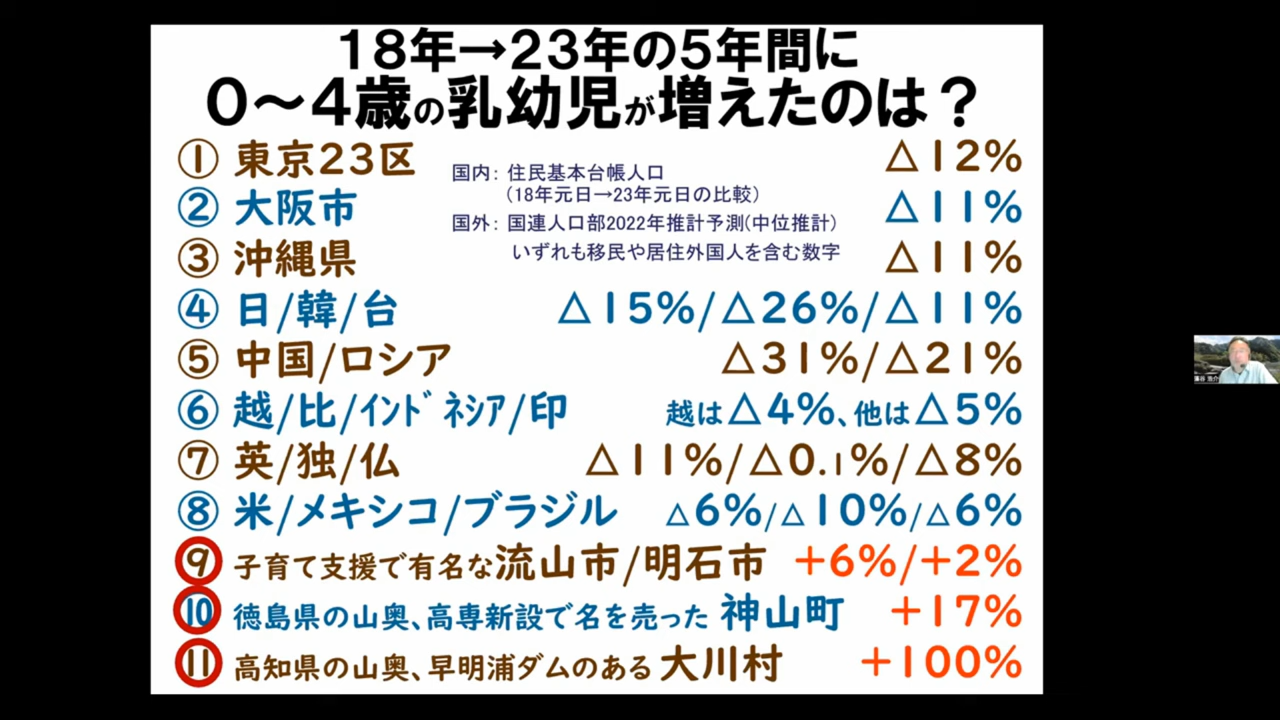 18年→23年の5年間に
0～4歳の乳幼児が増えたのは？
① 東京23区 △12%
国内： 住民基本台帳人口
（18年元日→23年元日の比較）
② 大阪市 △11%
国外： 国連人口部2022年推計予測(中位推計)
いずれも移民や居住外国人を含む数字
③ 沖縄県 △11%
④ 日/韓/台 △15%/△26%/△11%
⑤ 中国/ロシア △31%/△21%
⑥ 越/比/ｲﾝﾄﾞﾈｼｱ/印 越は△4%、他は△5%
⑦ 英/独/仏 △11%/△0.1%/△8%
⑧ 米/メキシコ/ブラジル △6%/△10%/△6%
⑨ 子育て支援で有名な流山市/明石市 +6%/+2%
⑩ 徳島県の山奥、高専新設で名を売った 神山町 +17%
⑪ 高知県の山奥、早明浦ダムのある 大川村 +100%